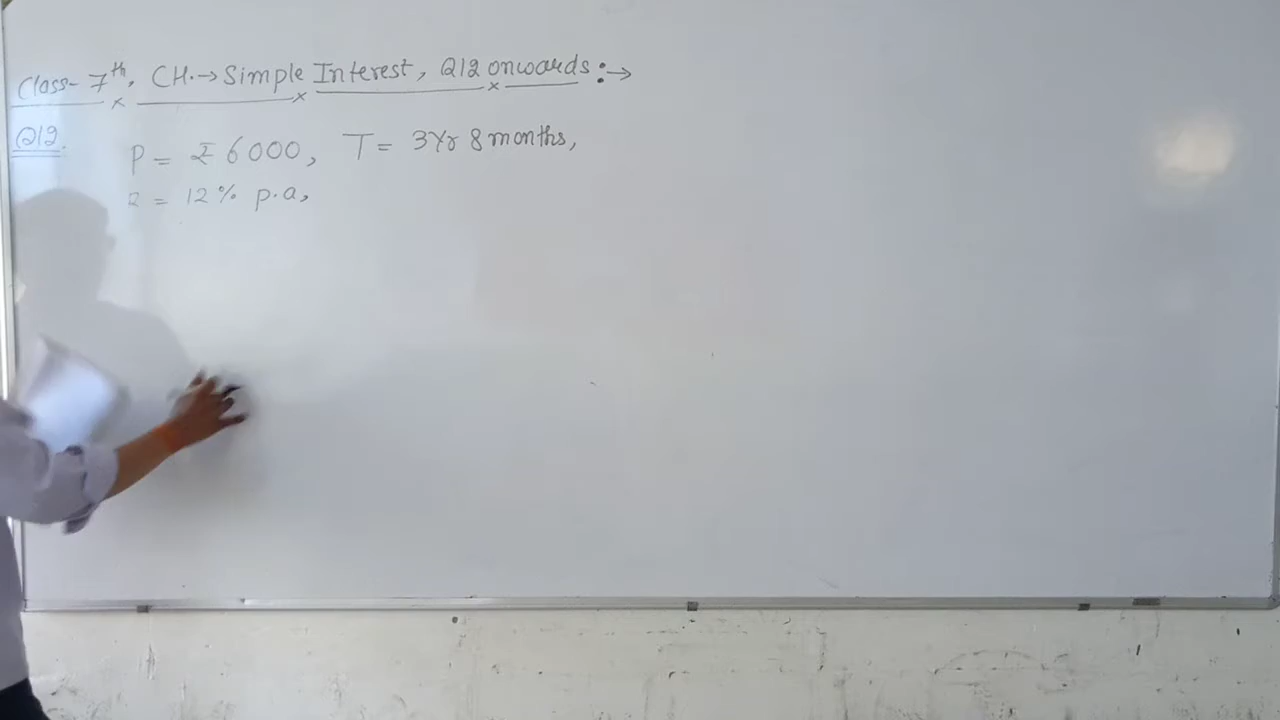 Class- 7th, CH.→ Simple Interest, Q12 onwards :→
Q12. P = ₹ 6000, T = 3Yr 8 months,
R = 12% p.a,